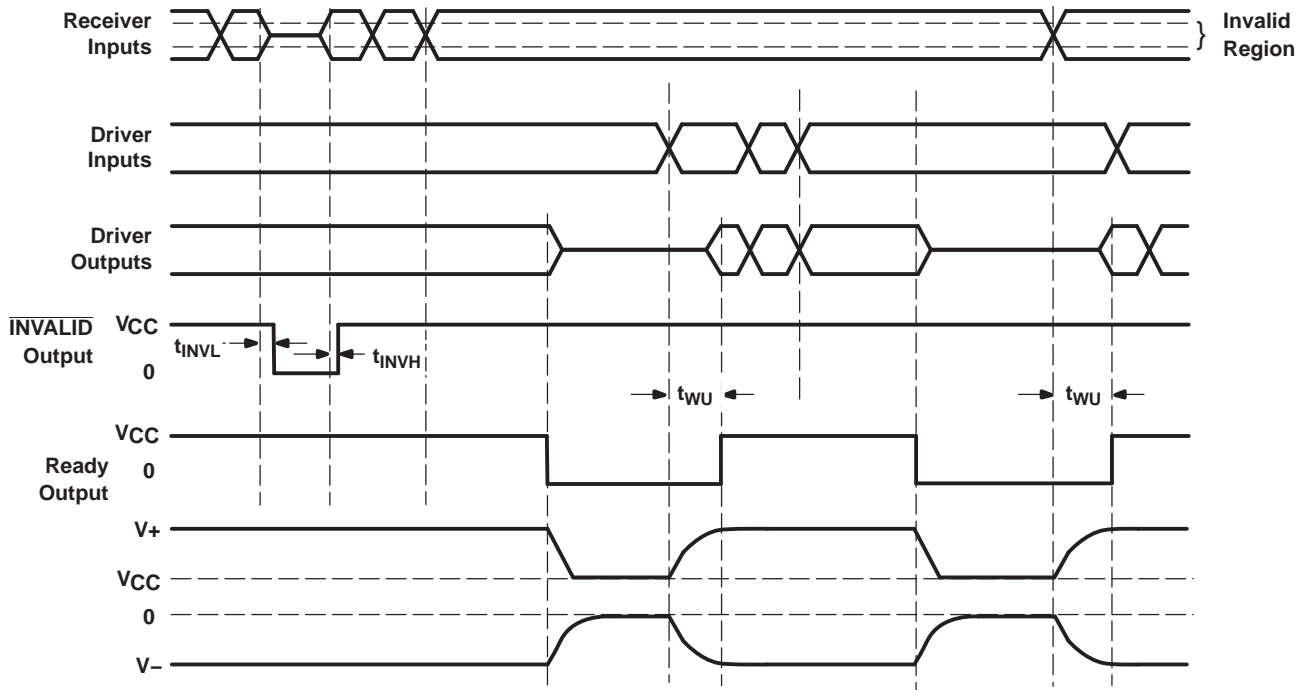 Receiver
Inputs
}
Invalid
Region
Driver
Inputs
Driver
Outputs
INVALID
Output
VCC
0
tINVL
tINVH
tWU
tWU
Ready
Output
VCC
0
V+
VCC
0
V–